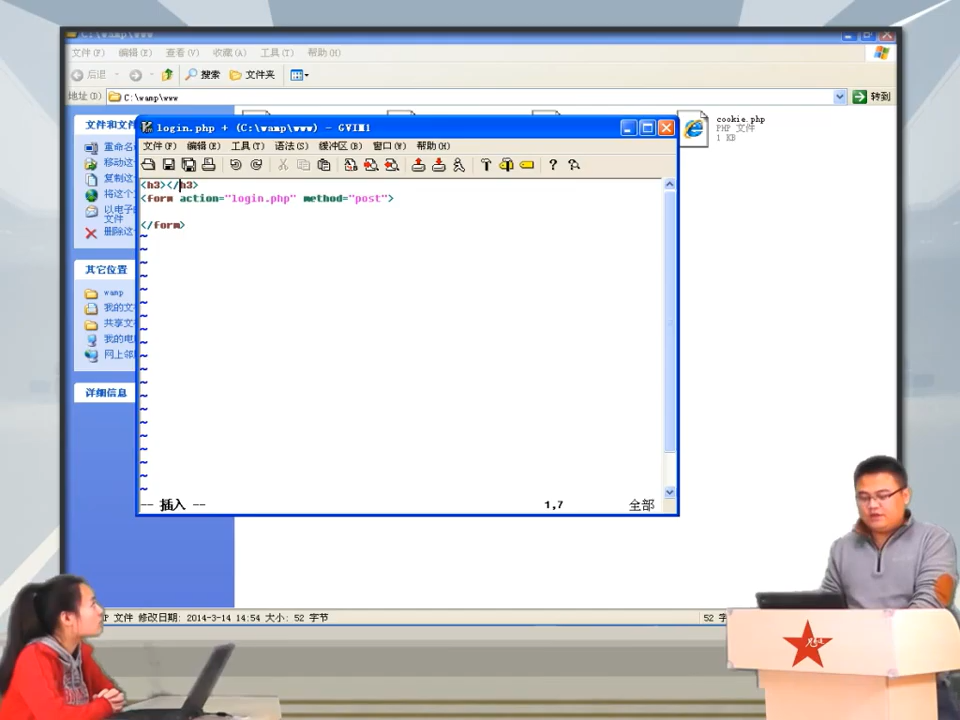 C:\wamp\www
文件(F) 编辑(E) 查看(V) 收藏(A) 工具(T) 帮助(H)
后退 搜索 文件夹
地址(D) C:\wamp\www 转到
文件和文件
重命名
移动这
复制这
将这个
以电子
文件
删除这
其它位置
wamp
我的文
共享文
我的电
网上邻
详细信息
cookie.php
PHP 文件
1 KB
login.php + (C:\wamp\www) - GVIM1
文件(F) 编辑(E) 工具(T) 语法(S) 缓冲区(B) 窗口(W) 帮助(H)
<h3></h3>
<form action="login.php" method="post">
</form>
-- 插入 -- 1,7 全部
P 文件 修改日期: 2014-3-14 14:54 大小: 52 字节 52 字